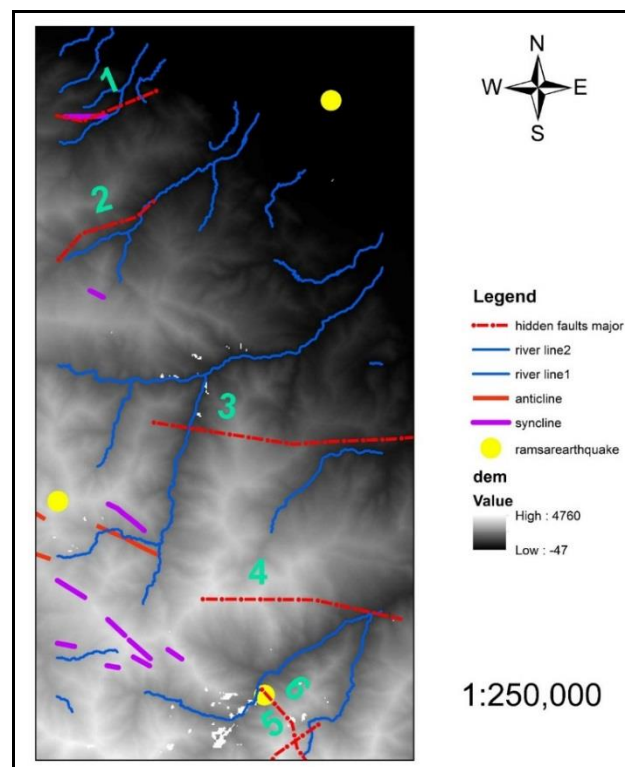 N
W E
S
1
2
3
4
6
5
Legend
hidden faults major
river line2
river line1
anticline
syncline
ramsarearthquake
dem
Value
High : 4760
Low : -47
1:250,000